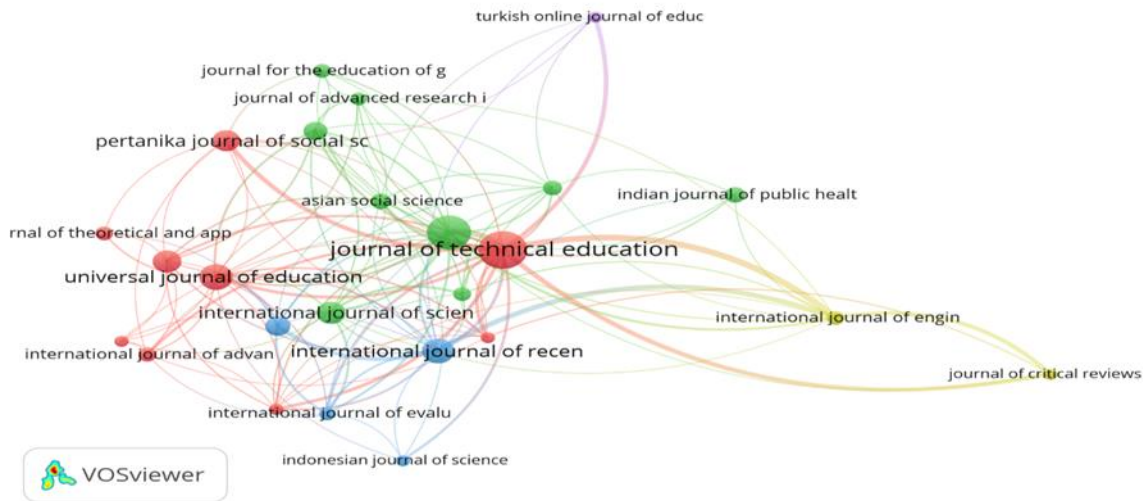 turkish online journal of educ
journal for the education of g
journal of advanced research i
pertanika journal of social sc
indian journal of public healt
asian social science
rnal of theoretical and app
journal of technical education
universal journal of education
international journal of scien
international journal of engin
international journal of advan
international journal of recen
journal of critical reviews
international journal of evalu
indonesian journal of science
VOSviewer